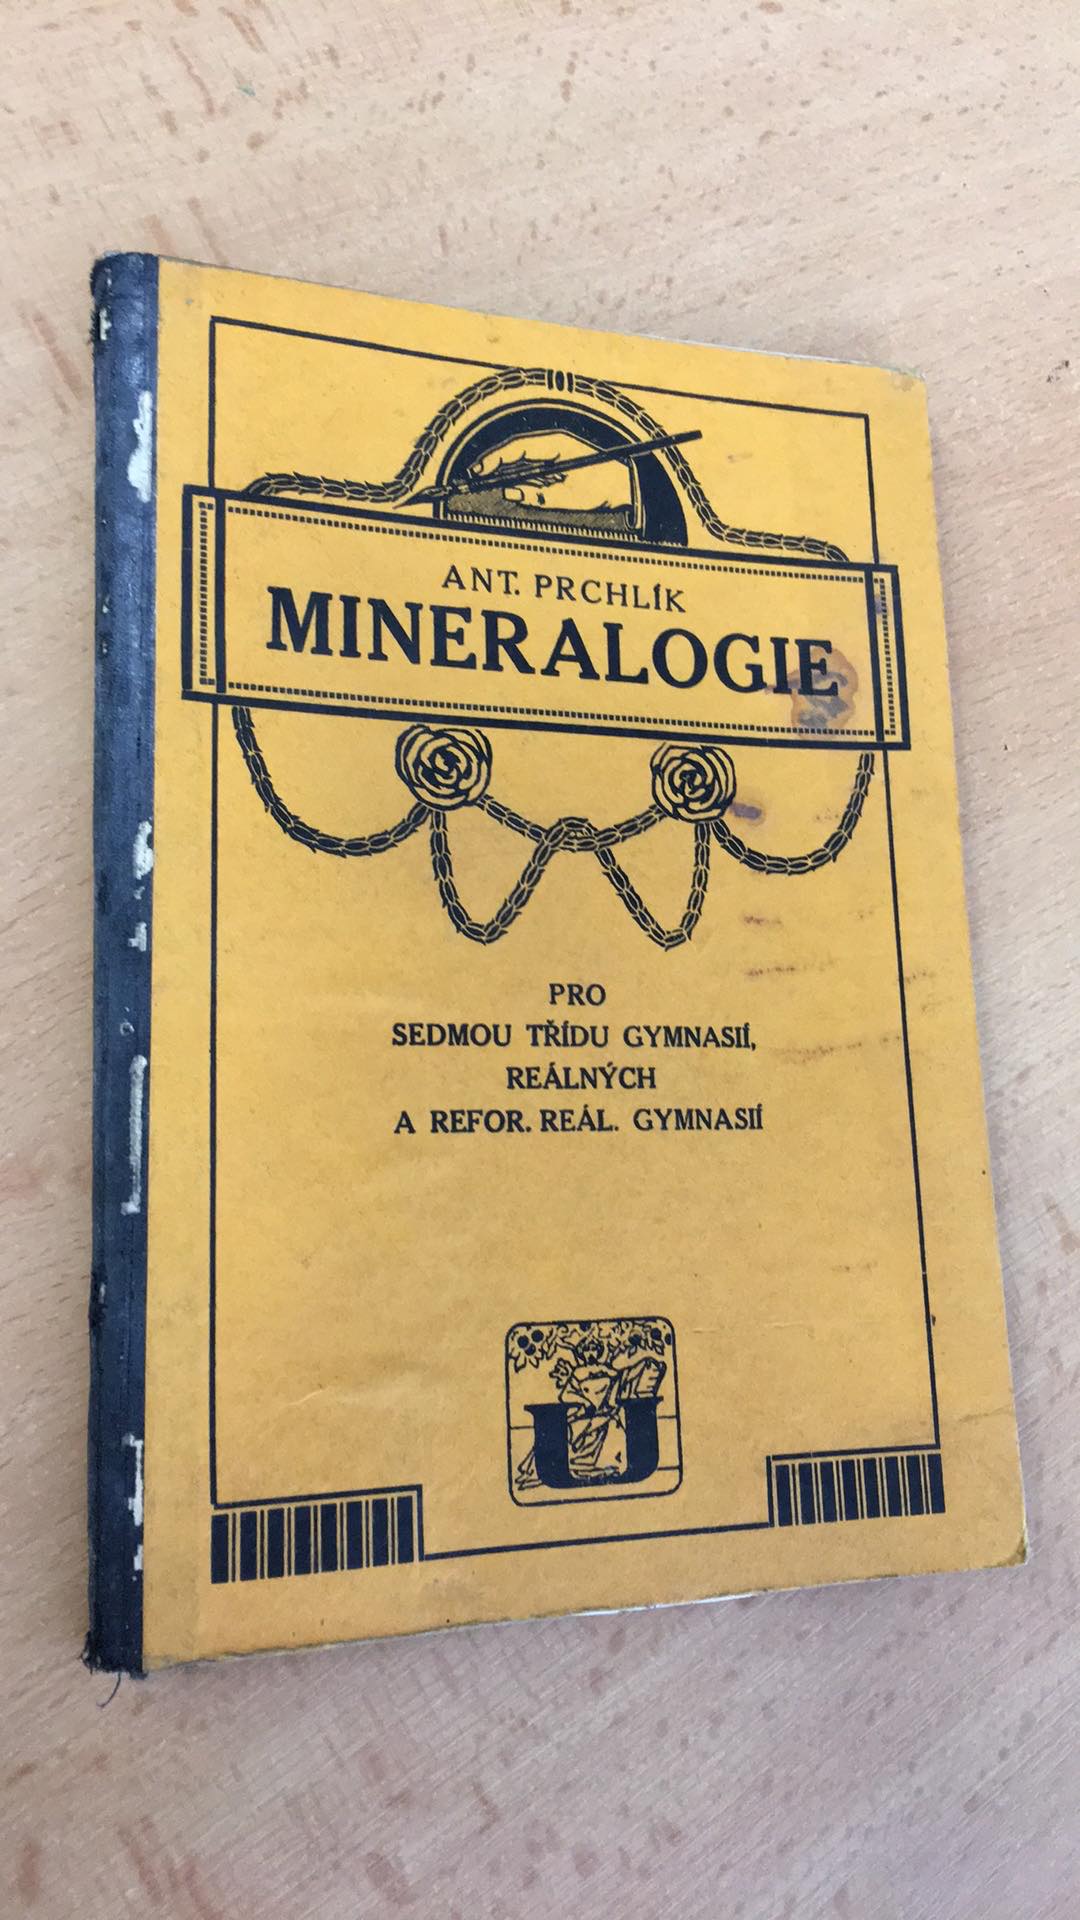 ANT. PRCHLÍK
MINERALOGIE
PRO
SEDMOU TŘÍDU GYMNASIÍ,
REÁLNÝCH
A REFOR. REÁL. GYMNASIÍ
U